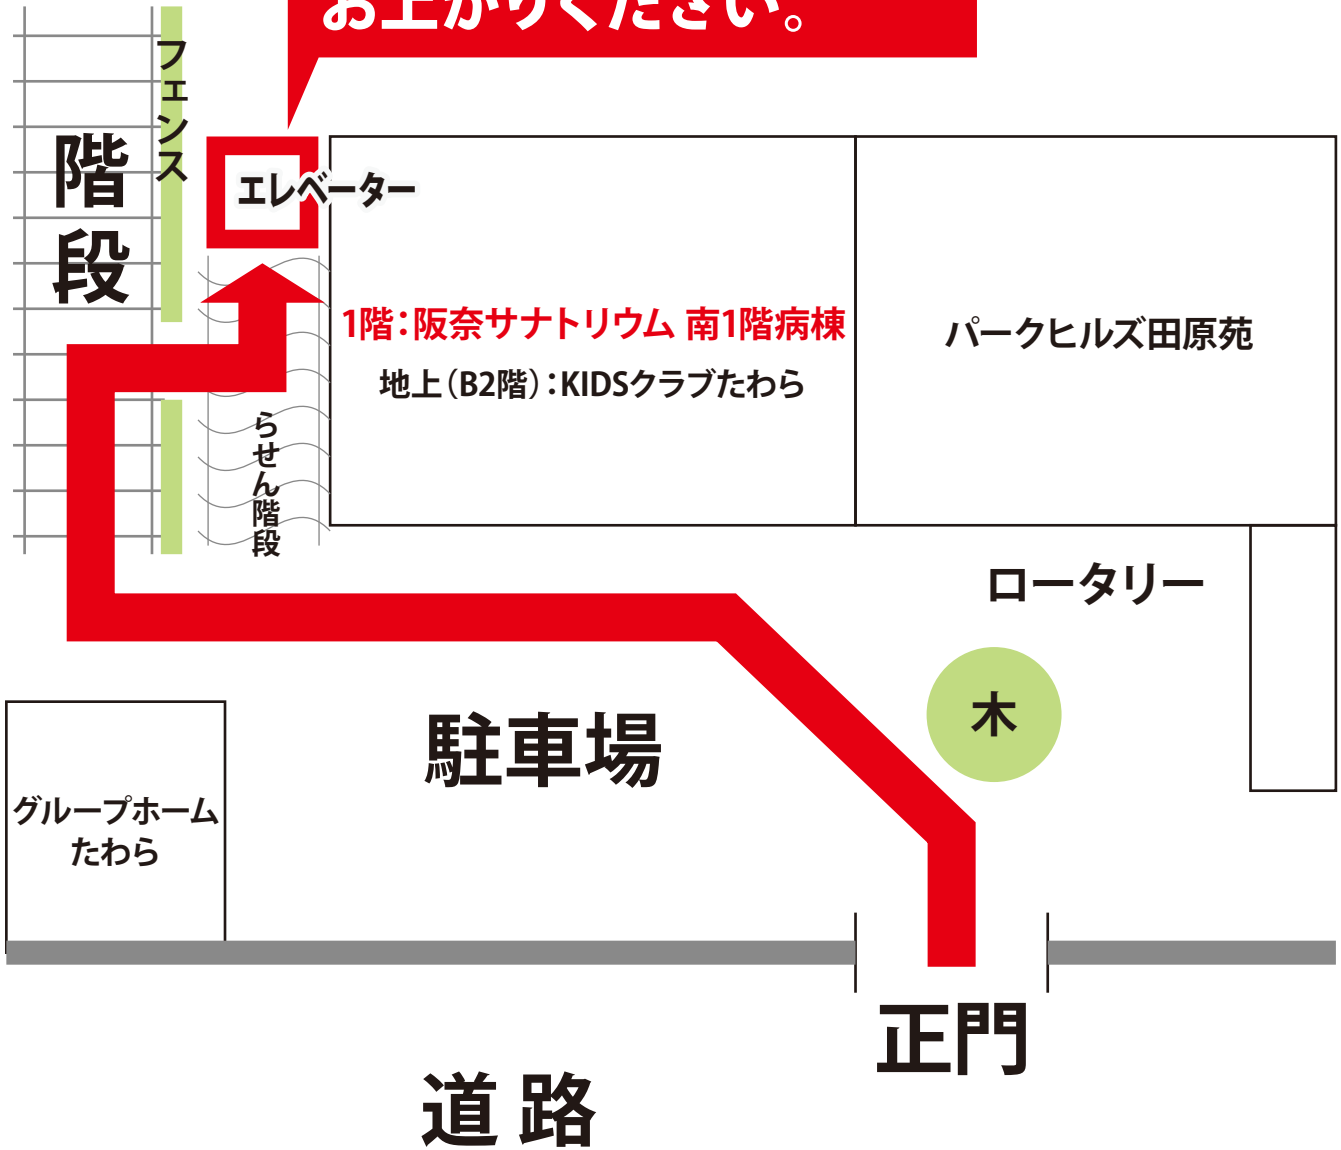 お上がりください。
フェンス
階段
エレベーター
1階：阪奈サナトリウム 南1階病棟
地上（B2階）：KIDSクラブたわら
パークヒルズ田原苑
らせん階段
ロータリー
木
駐車場
グループホーム
たわら
正門
道路